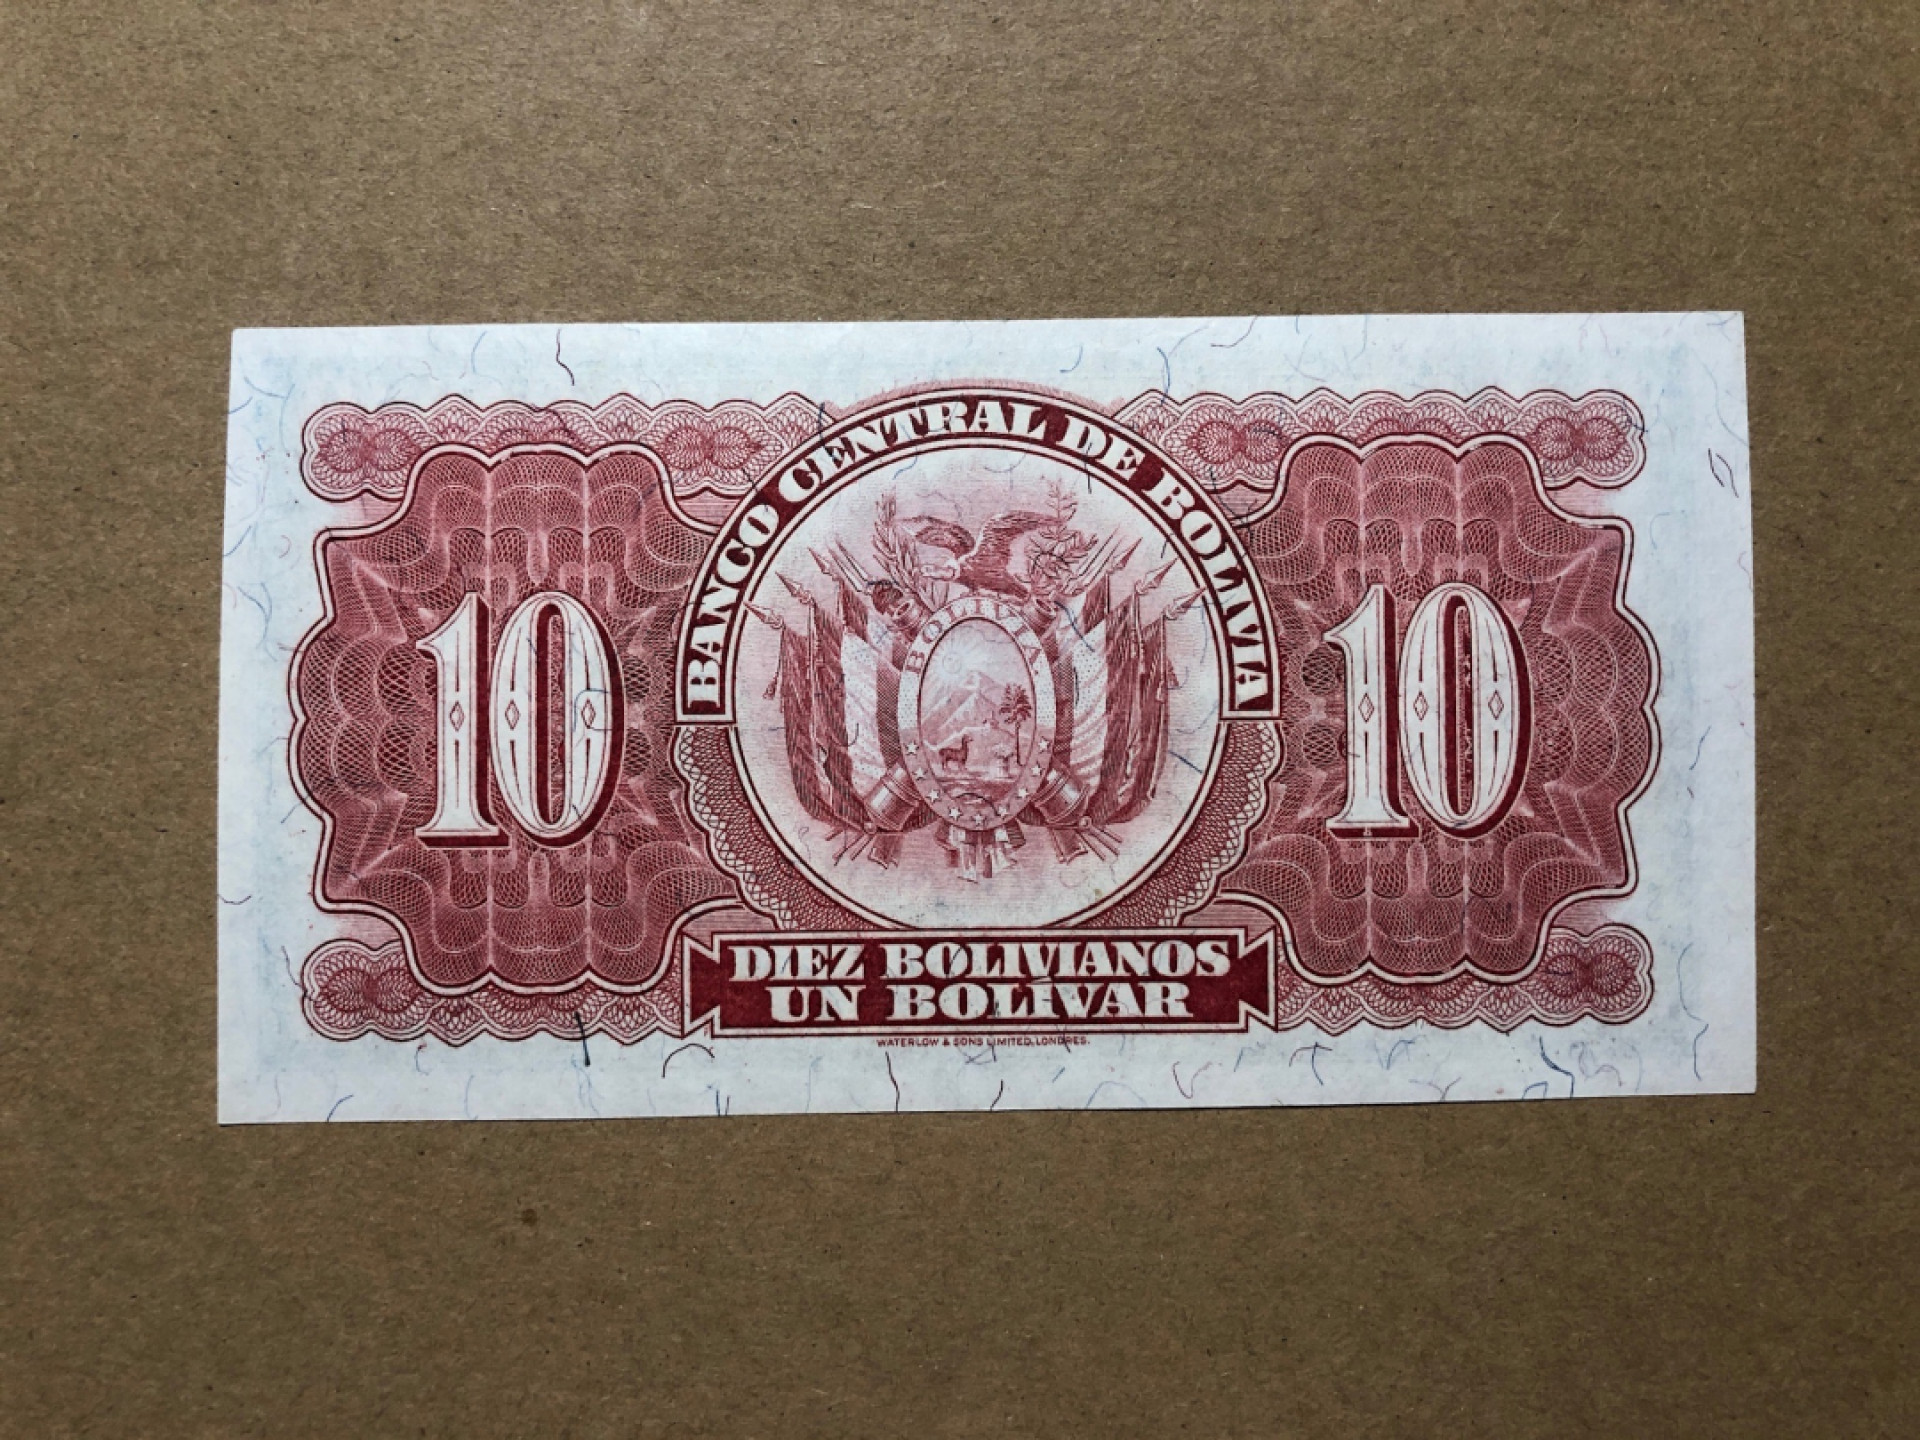 BANCO CENTRAL DE BOLIVIA
BOLIVIA
10
10
DIEZ BOLIVIANOS
UN BOLIVAR
WATERLOW & SONS LIMITED, LONDRES.